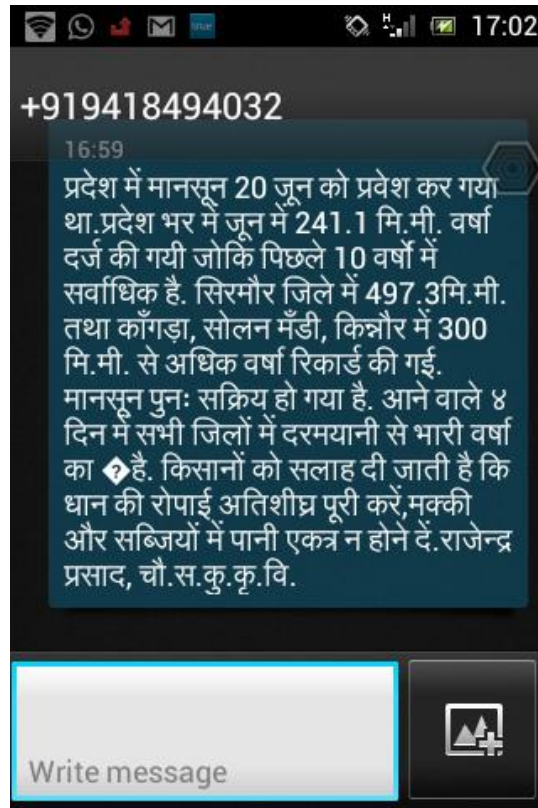 17:02
+919418494032
16:59
प्रदेश में मानसून 20 जून को प्रवेश कर गया
था.प्रदेश भर में जून में 241.1 मि.मी. वर्षा
दर्ज की गयी जोकि पिछले 10 वर्षो में
सर्वाधिक है. सिरमौर जिले में 497.3मि.मी.
तथा काँगड़ा, सोलन मँडी, किन्नौर में 300
मि.मी. से अधिक वर्षा रिकार्ड की गई.
मानसून पुनः सक्रिय हो गया है. आने वाले ४
दिन में सभी जिलों में दरमयानी से भारी वर्षा
का �है. किसानों को सलाह दी जाती है कि
धान की रोपाई अतिशीघ्र पूरी करें,मक्की
और सब्जियों में पानी एकत्र न होने दें.राजेन्द्र
प्रसाद, चौ.स.कु.कृ.वि.
Write message